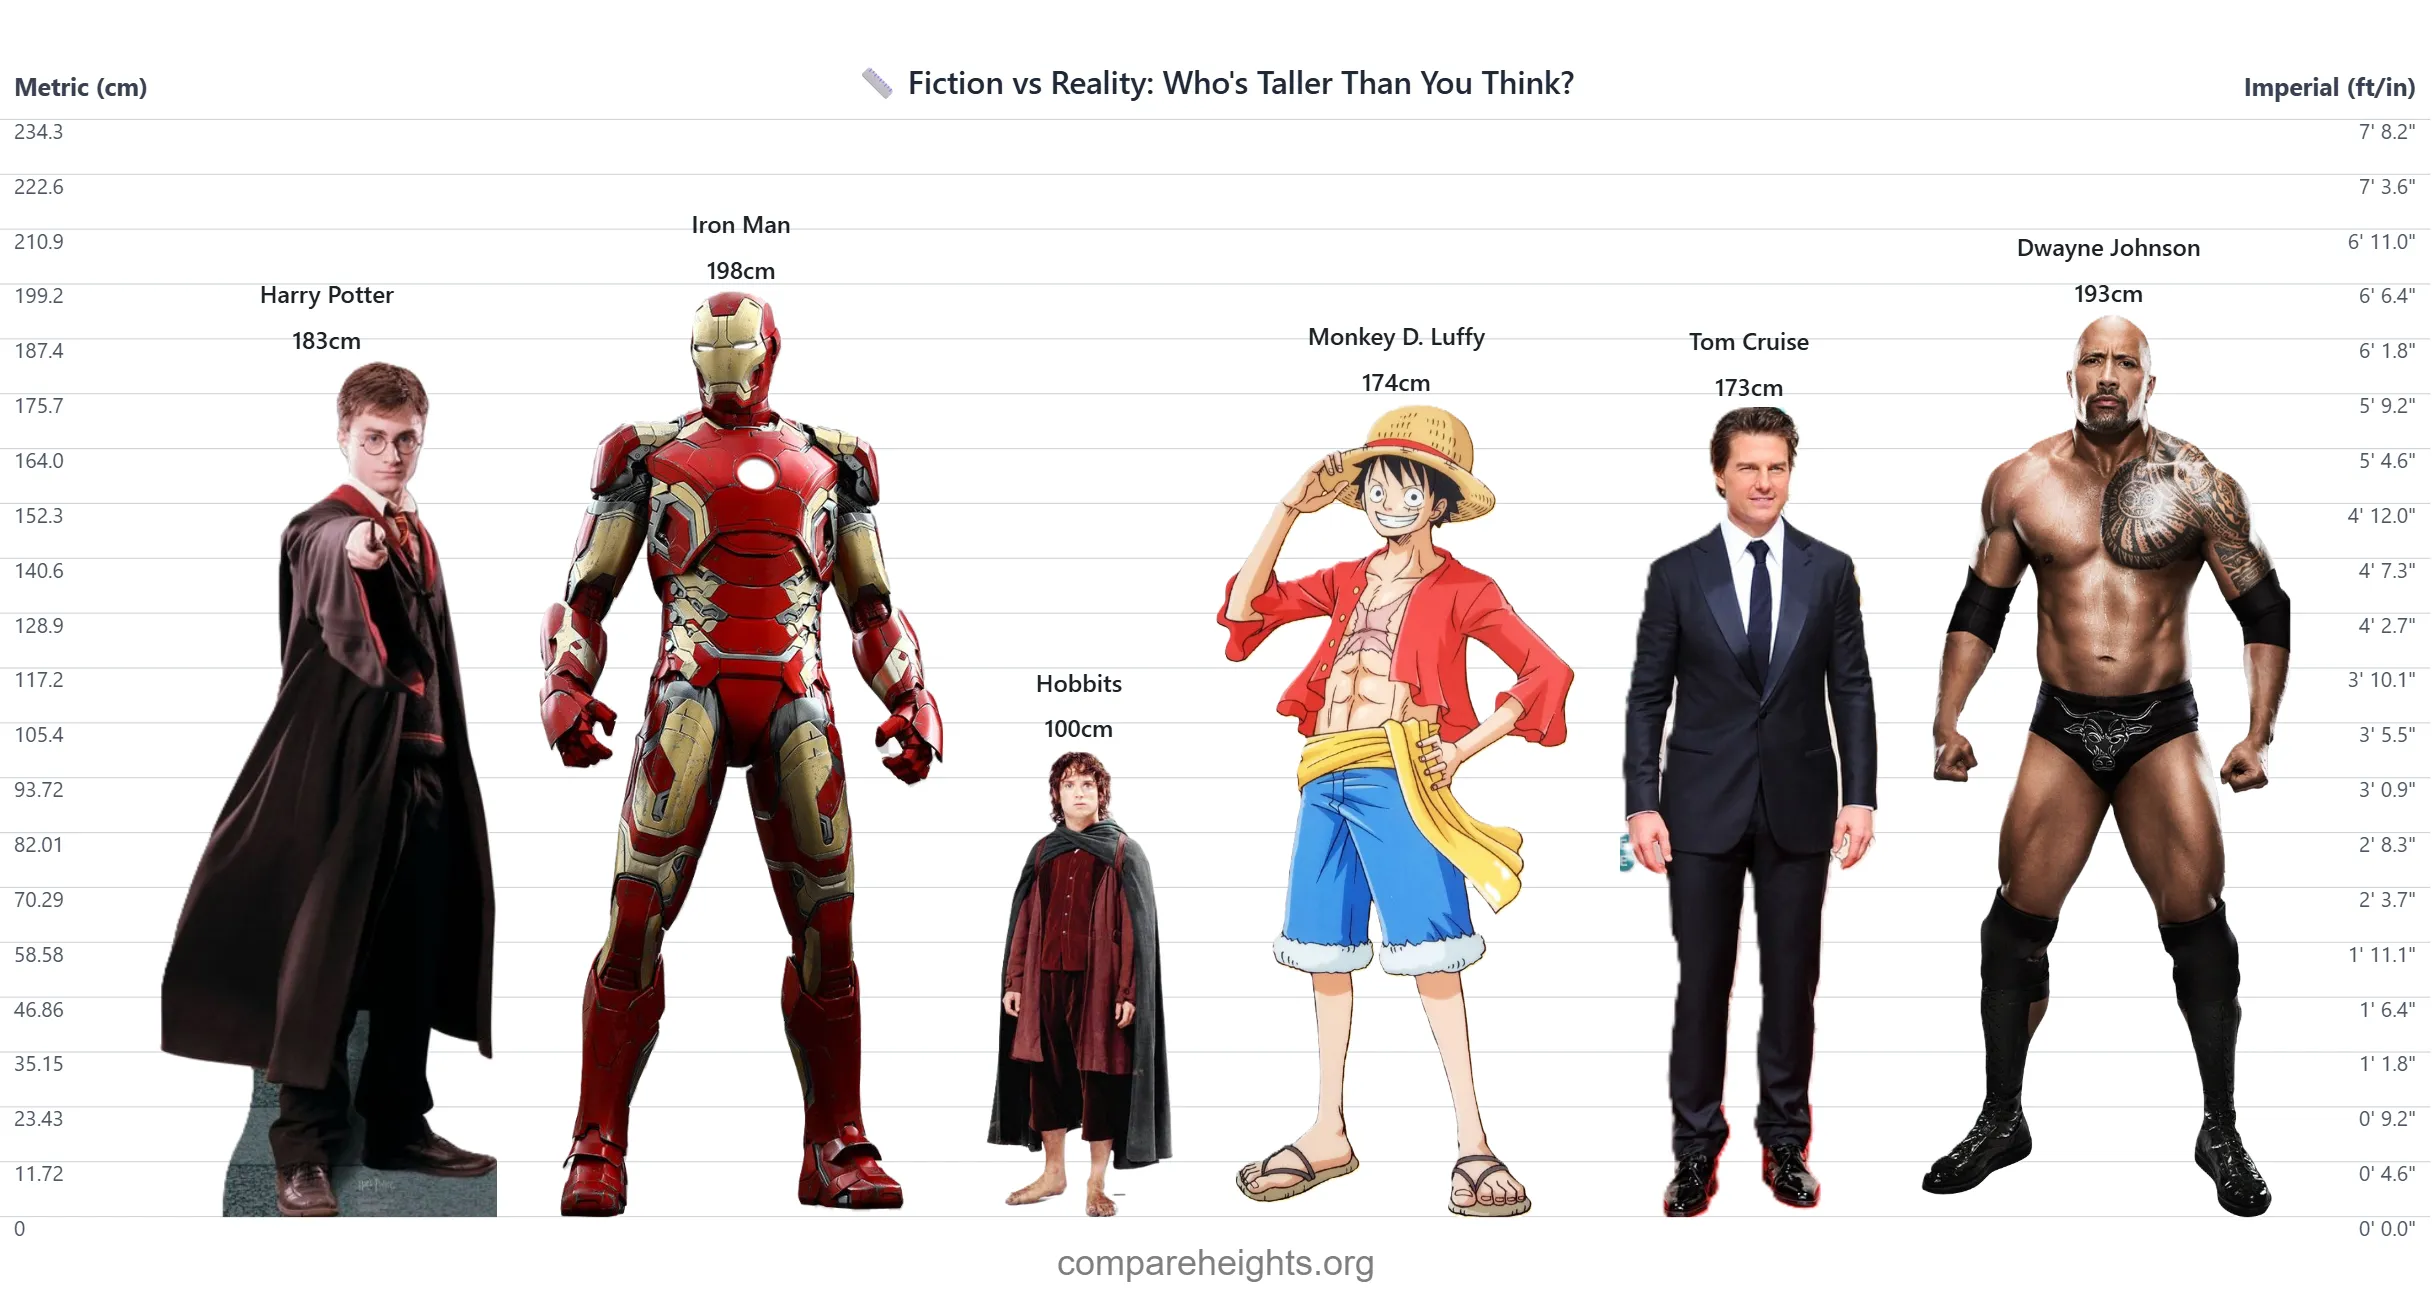 Fiction vs Reality: Who's Taller Than You Think?
Metric (cm)
Imperial (ft/in)
234.3
7' 8.2"
222.6
7' 3.6"
210.9
6' 11.0"
199.2
6' 6.4"
187.4
6' 1.8"
175.7
5' 9.2"
164.0
5' 4.6"
152.3
4' 12.0"
140.6
4' 7.3"
128.9
4' 2.7"
117.2
3' 10.1"
105.4
3' 5.5"
93.72
3' 0.9"
82.01
2' 8.3"
70.29
2' 3.7"
58.58
1' 11.1"
46.86
1' 6.4"
35.15
1' 1.8"
23.43
0' 9.2"
11.72
0' 4.6"
0
0' 0.0"
Harry Potter
183cm
Iron Man
198cm
Hobbits
100cm
Monkey D. Luffy
174cm
Tom Cruise
173cm
Dwayne Johnson
193cm
compareheights.org